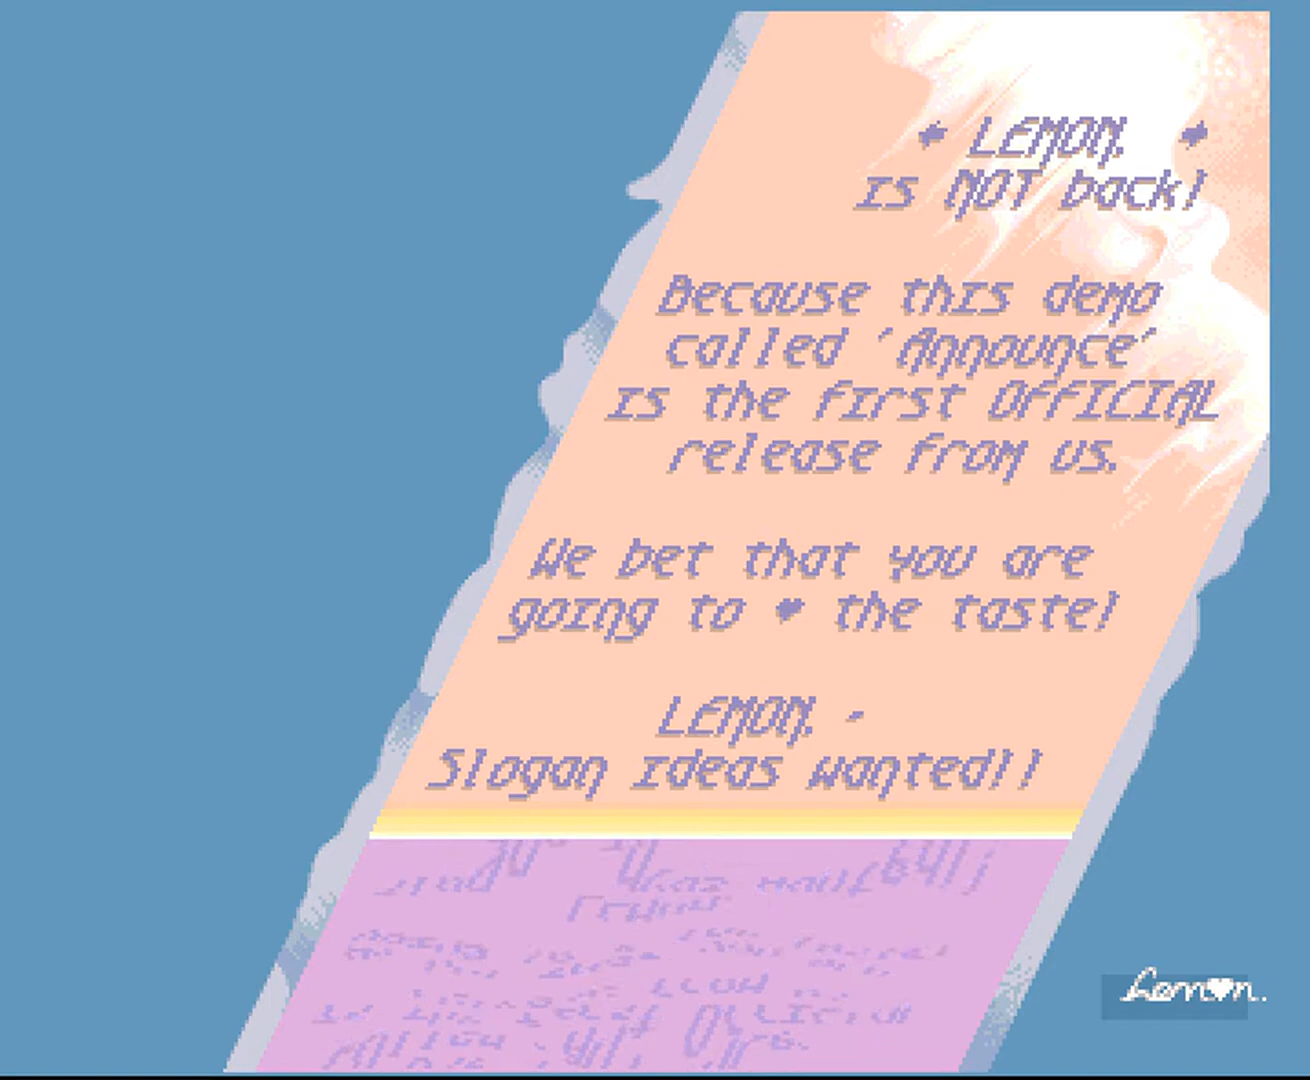 ♥ LEMON. ♥
is NOT back!
Because this demo
called 'Announce'
is the first OFFICIAL
release from us.
We bet that you are
going to ♥ the taste!
LEMON. -
Slogan ideas wanted!!
Lem♥n.